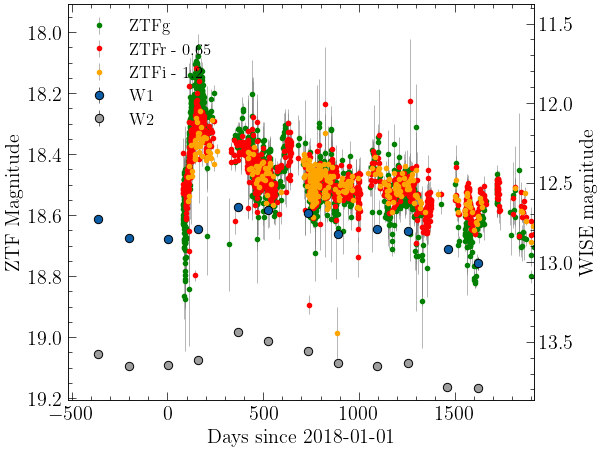 ZTFg
ZTFr - 0.65
ZTFi -
W1
W2
18.0
18.2
18.4
18.6
18.8
19.0
19.2
11.5
12.0
12.5
13.0
13.5
−500
0
500
1000
1500
ZTF Magnitude
WISE magnitude
Days since 2018-01-01